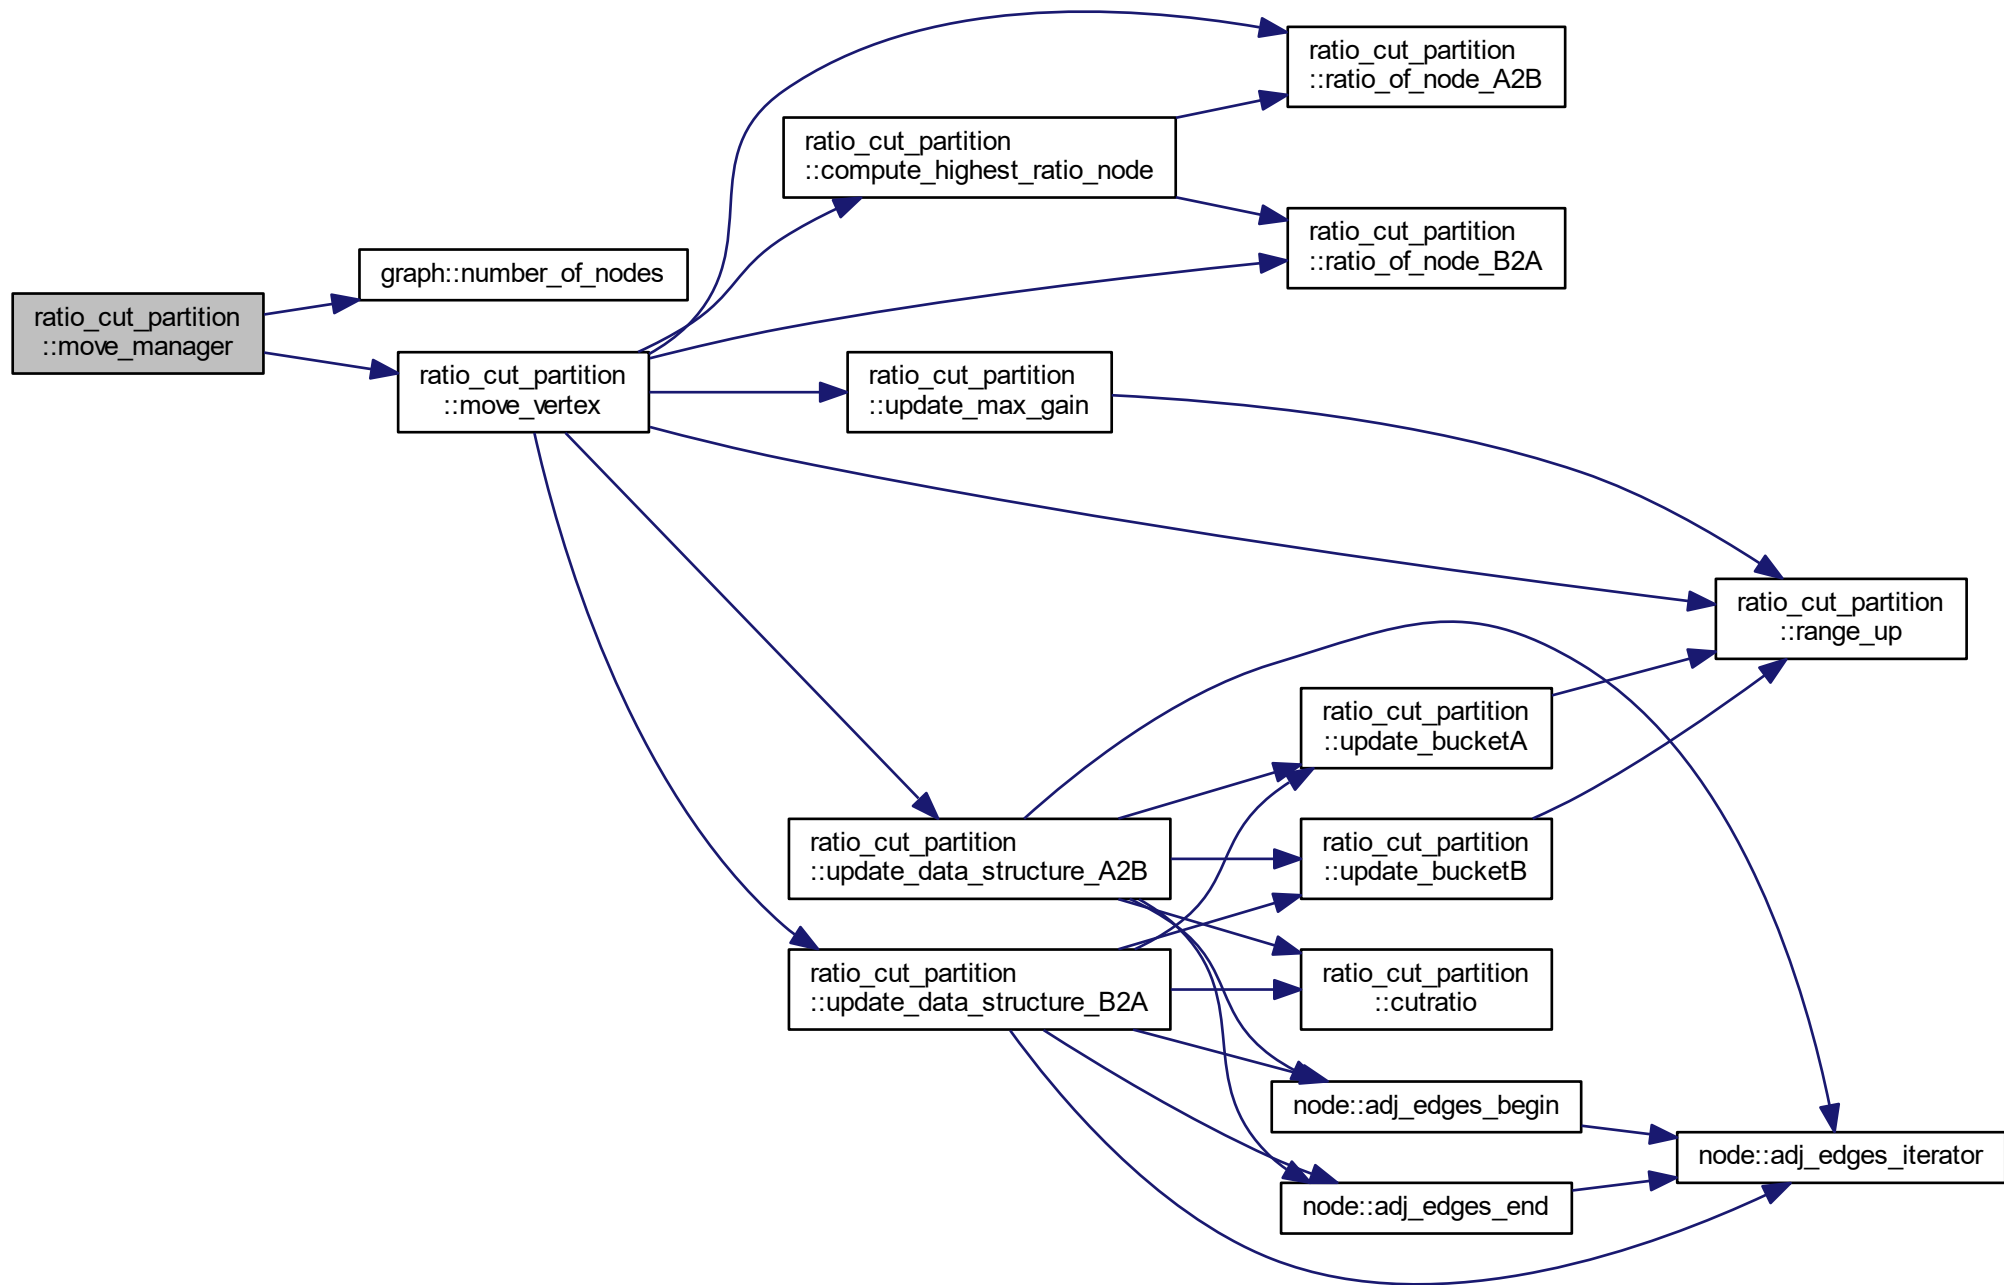 ratio_cut_partition
::move_manager
graph::number_of_nodes
ratio_cut_partition
::move_vertex
ratio_cut_partition
::compute_highest_ratio_node
ratio_cut_partition
::ratio_of_node_A2B
ratio_cut_partition
::ratio_of_node_B2A
ratio_cut_partition
::update_max_gain
ratio_cut_partition
::range_up
ratio_cut_partition
::update_data_structure_A2B
ratio_cut_partition
::update_data_structure_B2A
ratio_cut_partition
::update_bucketA
ratio_cut_partition
::update_bucketB
ratio_cut_partition
::cutratio
node::adj_edges_begin
node::adj_edges_end
node::adj_edges_iterator